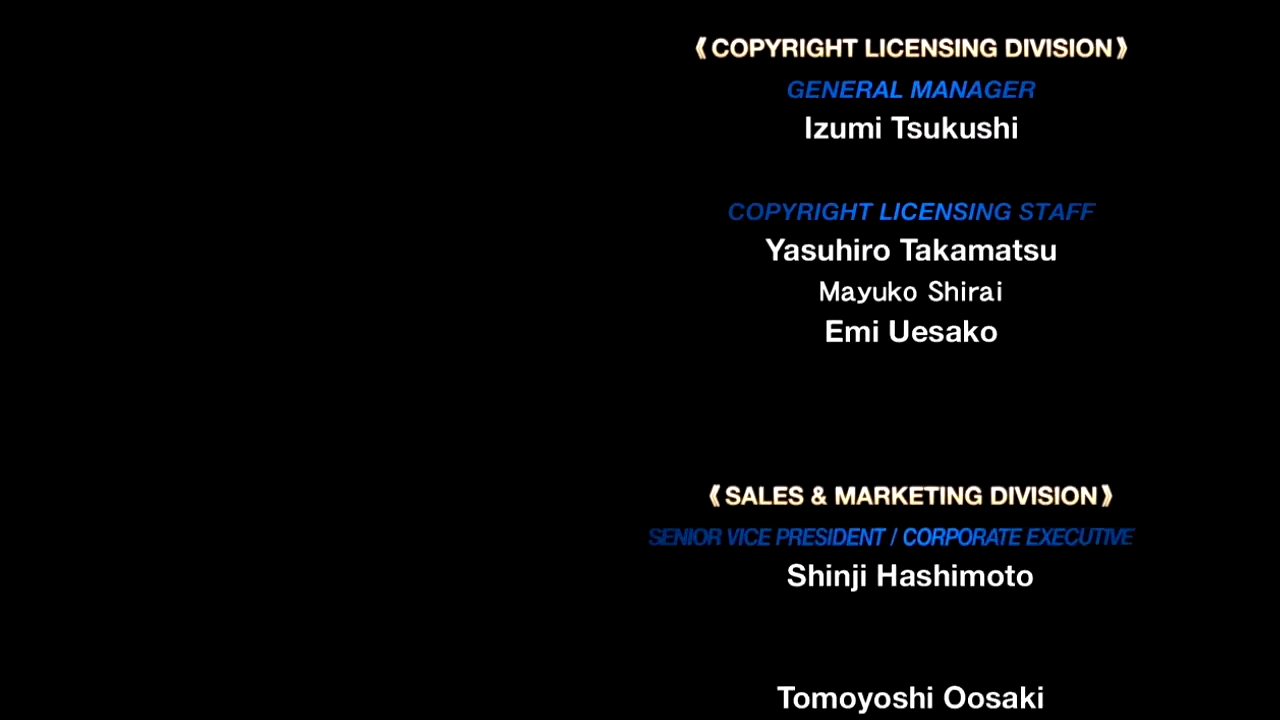 《COPYRIGHT LICENSING DIVISION》
GENERAL MANAGER
Izumi Tsukushi
COPYRIGHT LICENSING STAFF
Yasuhiro Takamatsu
Mayuko Shirai
Emi Uesako
《SALES & MARKETING DIVISION》
SENIOR VICE PRESIDENT / CORPORATE EXECUTIVE
Shinji Hashimoto
Tomoyoshi Oosaki